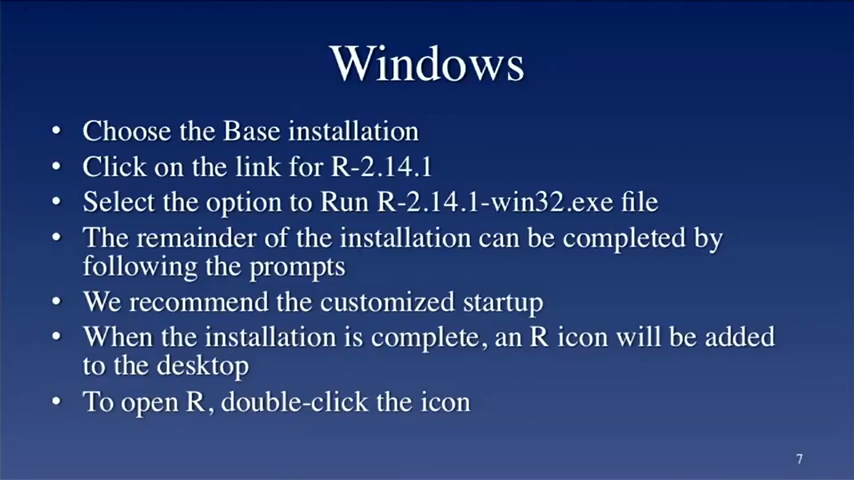 Windows
• Choose the Base installation
• Click on the link for R-2.14.1
• Select the option to Run R-2.14.1-win32.exe file
• The remainder of the installation can be completed by
following the prompts
• We recommend the customized startup
• When the installation is complete, an R icon will be added
to the desktop
• To open R, double-click the icon
7